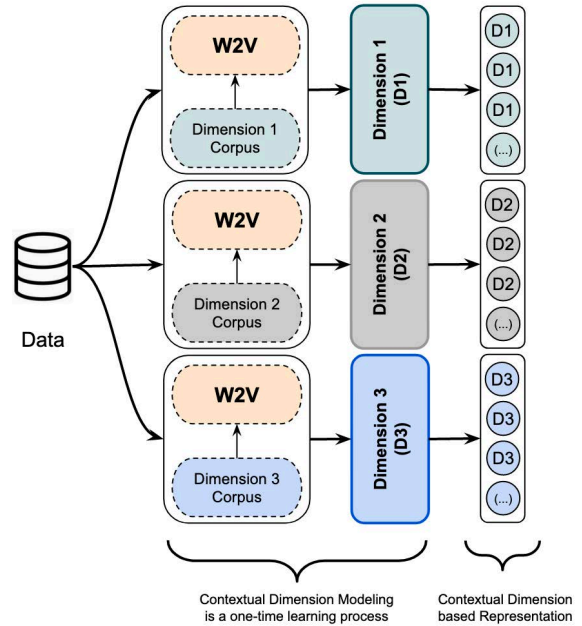 W2V
Dimension 1
Corpus
Dimension 1
(D1)
D1
D1
D1
(...)
W2V
Dimension 2
Corpus
Dimension 2
(D2)
D2
D2
D2
(...)
Data
W2V
Dimension 3
Corpus
Dimension 3
(D3)
D3
D3
D3
(...)
Contextual Dimension Modeling
is a one-time learning process
Contextual Dimension
based Representation